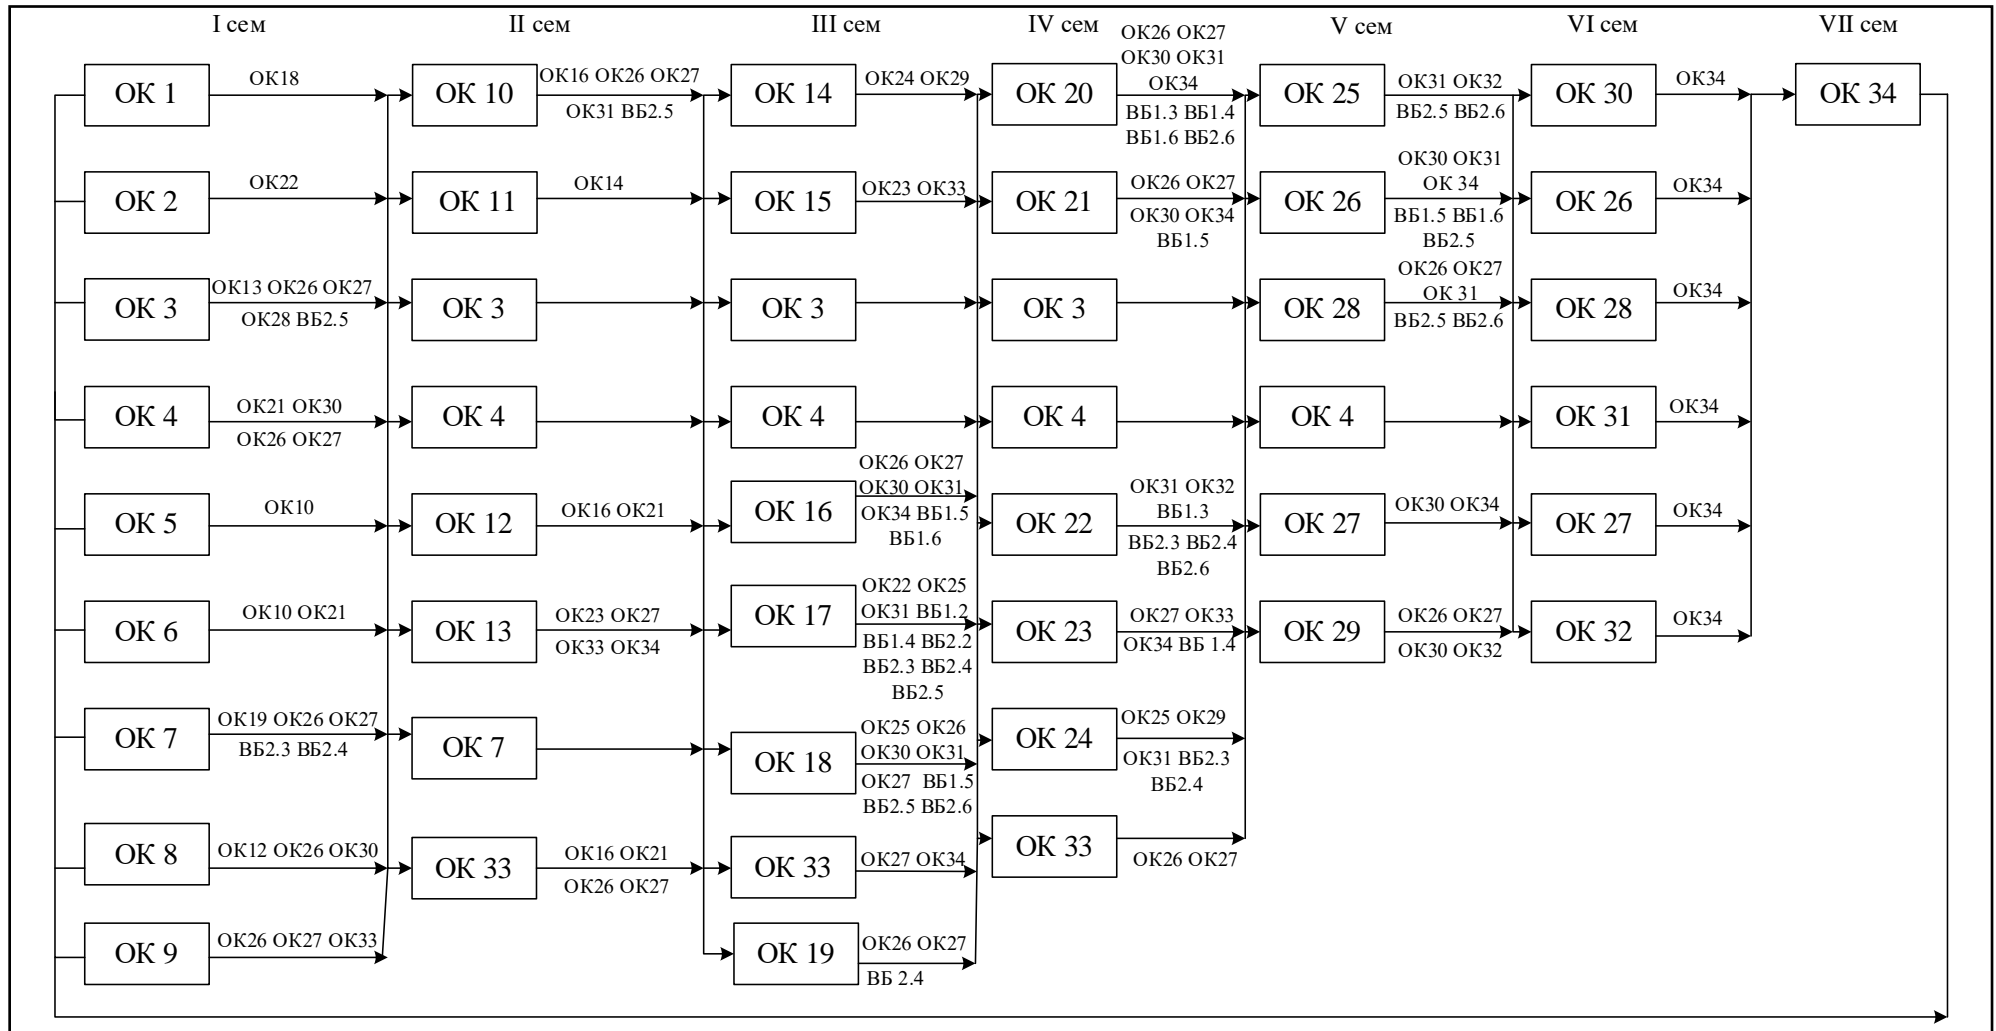 I сем
II сем
III сем
IV сем
V сем
VI сем
VII сем
ОК 1
ОК18
ОК 2
ОК22
ОК 3
ОК13 ОК26 ОК27
ОК28 ВБ2.5
ОК 4
ОК21 ОК30
ОК26 ОК27
ОК 5
ОК10
ОК 6
ОК10 ОК21
ОК 7
ОК19 ОК26 ОК27
ВБ2.3 ВБ2.4
ОК 8
ОК12 ОК26 ОК30
ОК 9
ОК26 ОК27 ОК33
ОК 10
ОК16 ОК26 ОК27
ОК31 ВБ2.5
ОК 11
ОК14
ОК 3
ОК 4
ОК 12
ОК16 ОК21
ОК 13
ОК23 ОК27
ОК33 ОК34
ОК 7
ОК 33
ОК16 ОК21
ОК26 ОК27
ОК 14
ОК24 ОК29
ОК 15
ОК23 ОК33
ОК 3
ОК 4
ОК 16
ОК26 ОК27
ОК30 ОК31
ОК34 ВБ1.5
ВБ1.6
ОК 17
ОК22 ОК25
ОК31 ВБ1.2
ВБ1.4 ВБ2.2
ВБ2.3 ВБ2.4
ВБ2.5
ОК 18
ОК25 ОК26
ОК30 ОК31
ОК27 ВБ1.5
ВБ2.5 ВБ2.6
ОК 33
ОК27 ОК34
ОК 19
ОК26 ОК27
ВБ 2.4
ОК 20
ОК26 ОК27
ОК30 ОК31
ОК34
ВБ1.3 ВБ1.4
ВБ1.6 ВБ2.6
ОК 21
ОК26 ОК27
ОК30 ОК34
ВБ1.5
ОК 3
ОК 4
ОК 22
ОК31 ОК32
ВБ1.3
ВБ2.3 ВБ2.4
ВБ2.6
ОК 23
ОК27 ОК33
ОК34 ВБ 1.4
ОК 24
ОК25 ОК29
ОК31 ВБ2.3
ВБ2.4
ОК 33
ОК26 ОК27
ОК 25
ОК31 ОК32
ВБ2.5 ВБ2.6
ОК 26
ОК30 ОК31
ОК 34
ВБ1.5 ВБ1.6
ВБ2.5
ОК 28
ОК26 ОК27
ОК 31
ВБ2.5 ВБ2.6
ОК 4
ОК 27
ОК30 ОК34
ОК 29
ОК26 ОК27
ОК30 ОК32
ОК 30
ОК34
ОК 26
ОК34
ОК 28
ОК34
ОК 31
ОК34
ОК 27
ОК34
ОК 32
ОК34
ОК 34